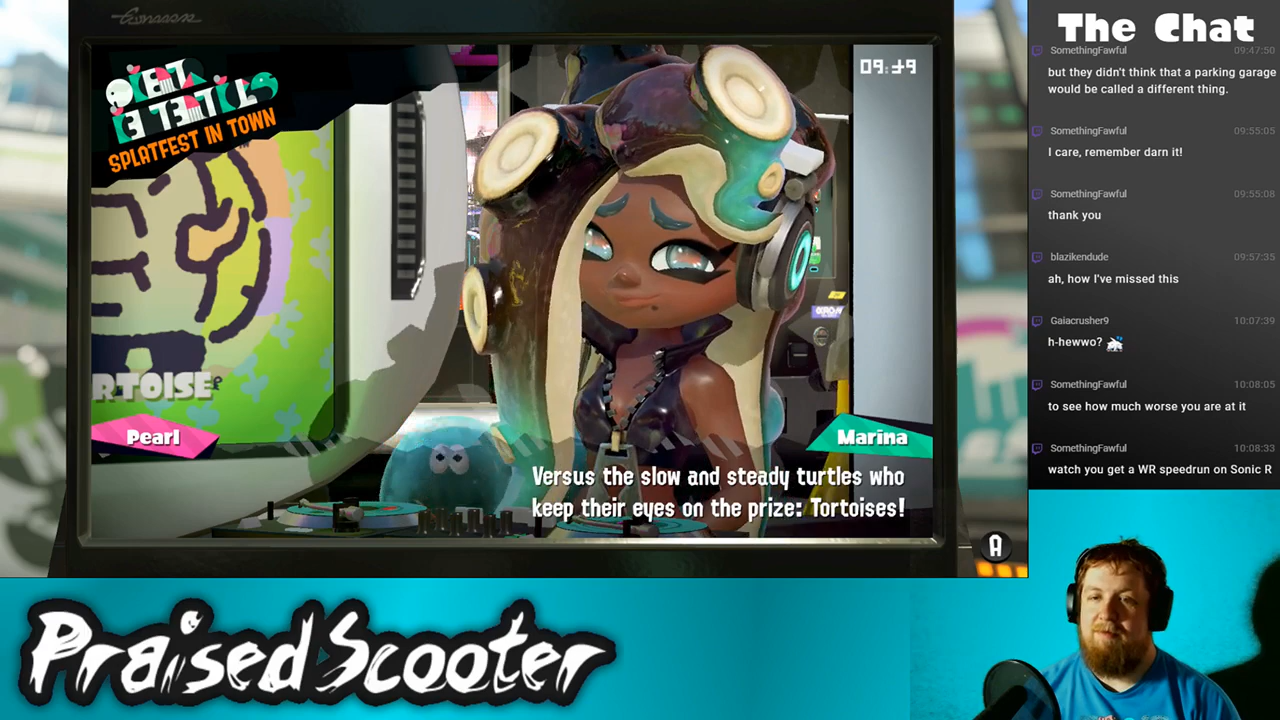 The Chat
SPLATFEST IN TOWN
RTOISE
Pearl
Marina
Versus the slow and steady turtles who
keep their eyes on the prize: Tortoises!
A
SomethingFawful 09:47:50
but they didn't think that a parking garage
would be called a different thing.
SomethingFawful 09:55:05
I care, remember darn it!
SomethingFawful 09:55:08
thank you
blazikendude 09:57:35
ah, how I've missed this
Gaiacrusher9 10:07:39
h-hewwo?
SomethingFawful 10:08:05
to see how much worse you are at it
SomethingFawful 10:08:33
watch you get a WR speedrun on Sonic R
PraisedScooter